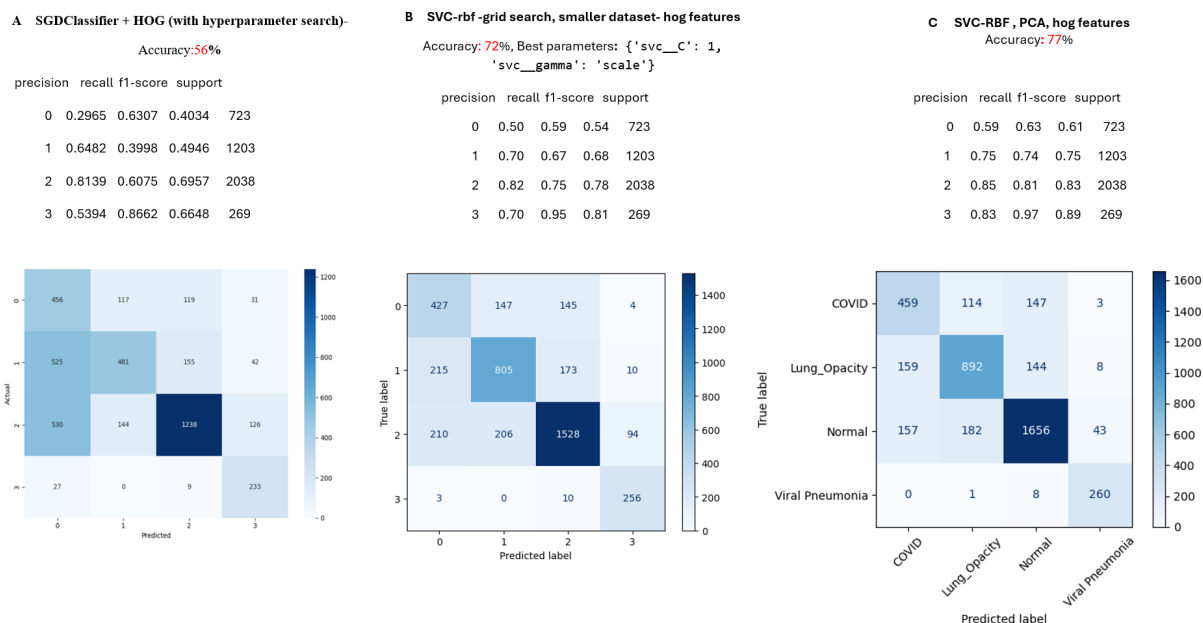 A SGDClassifier + HOG (with hyperparameter search)-
Accuracy:56%
precision recall f1-score support
0 0.2965 0.6307 0.4034 723
1 0.6482 0.3998 0.4946 1203
2 0.8139 0.6075 0.6957 2038
3 0.5394 0.8662 0.6648 269
B SVC-rbf -grid search, smaller dataset- hog features
Accuracy: 72%, Best parameters: {'svc__C': 1,
'svc__gamma': 'scale'}
precision recall f1-score support
0 0.50 0.59 0.54 723
1 0.70 0.67 0.68 1203
2 0.82 0.75 0.78 2038
3 0.70 0.95 0.81 269
C SVC-RBF , PCA, hog features
Accuracy: 77%
precision recall f1-score support
0 0.59 0.63 0.61 723
1 0.75 0.74 0.75 1203
2 0.85 0.81 0.83 2038
3 0.83 0.97 0.89 269
Actual
0 456 117 119 31
1 525 481 155 42
2 530 144 1238 126
3 27 0 9 233
0 1 2 3
Predicted
1200
1000
800
600
400
200
0
True label
0 427 147 145 4
1 215 805 173 10
2 210 206 1528 94
3 3 0 10 256
0 1 2 3
Predicted label
1400
1200
1000
800
600
400
200
0
True label
COVID 459 114 147 3
Lung_Opacity 159 892 144 8
Normal 157 182 1656 43
Viral Pneumonia 0 1 8 260
COVID Lung_Opacity Normal Viral Pneumonia
Predicted label
1600
1400
1200
1000
800
600
400
200
0